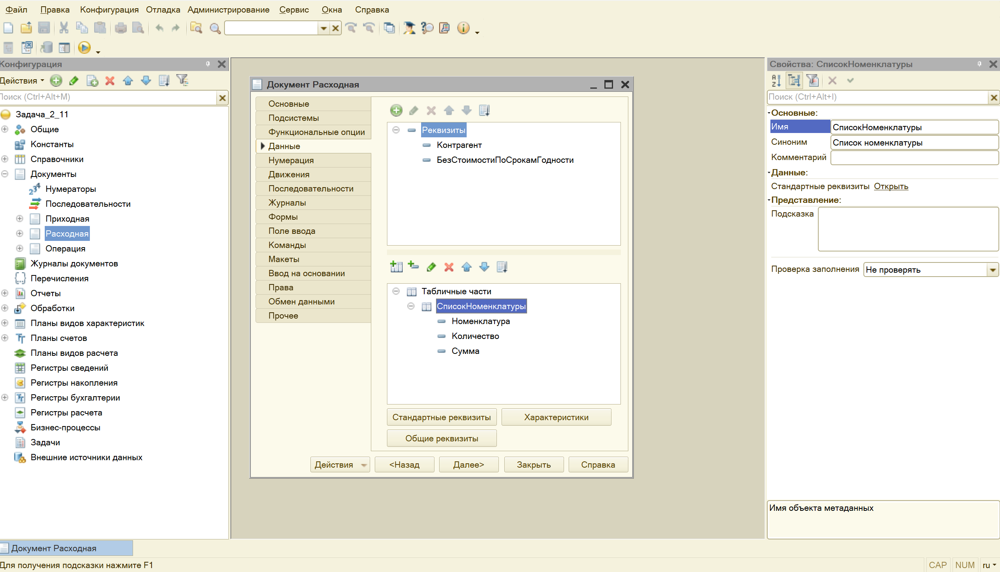 Файл Правка Конфигурация Отладка Администрирование Сервис Окна Справка
Конфигурация
Действия
Поиск (Ctrl+Alt+M)
Задача_2_11
Общие
Константы
Справочники
Документы
Нумераторы
Последовательности
Приходная
Расходная
Операция
Журналы документов
Перечисления
Отчеты
Обработки
Планы видов характеристик
Планы счетов
Планы видов расчета
Регистры сведений
Регистры накопления
Регистры бухгалтерии
Регистры расчета
Бизнес-процессы
Задачи
Внешние источники данных
Документ Расходная
Основные
Подсистемы
Функциональные опции
Данные
Нумерация
Движения
Последовательности
Журналы
Формы
Поле ввода
Команды
Макеты
Ввод на основании
Права
Обмен данными
Прочее
Реквизиты
Контрагент
БезСтоимостиПоСрокамГодности
Табличные части
СписокНоменклатуры
Номенклатура
Количество
Сумма
Стандартные реквизиты Характеристики
Общие реквизиты
Действия <Назад Далее> Закрыть Справка
Свойства: СписокНоменклатуры
Поиск (Ctrl+Alt+I)
Основные:
Имя СписокНоменклатуры
Синоним Список номенклатуры
Комментарий
Данные:
Стандартные реквизиты Открыть
Представление:
Подсказка
Проверка заполнения Не проверять
Имя объекта метаданных
Документ Расходная
Для получения подсказки нажмите F1 CAP NUM ru